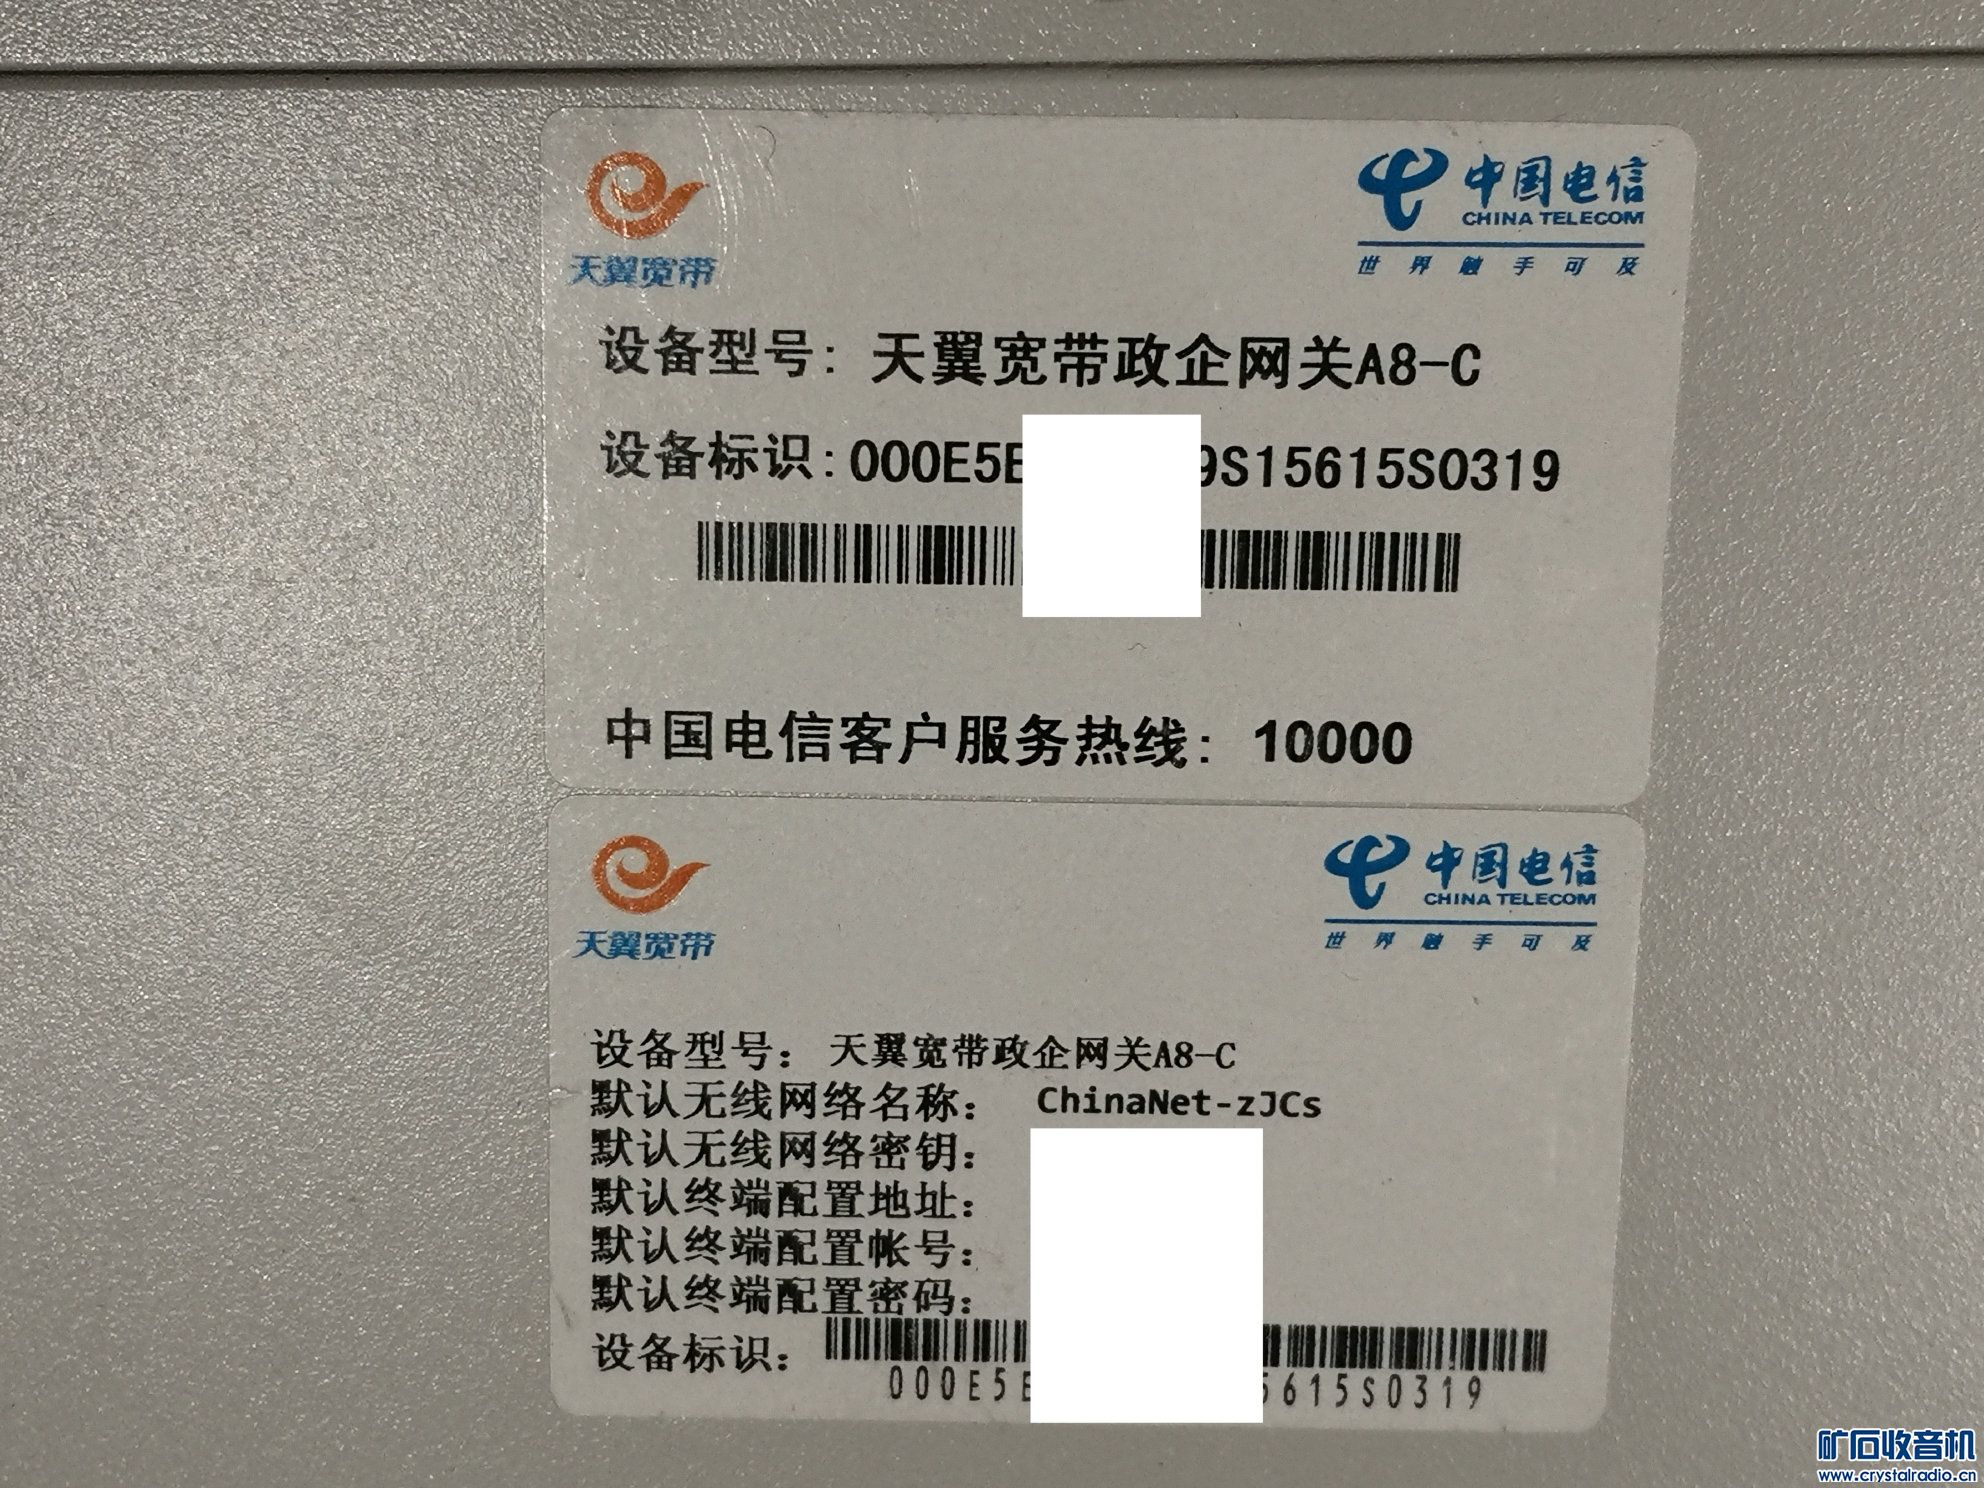 天翼宽带
中国电信
CHINA TELECOM
世界触手可及
设备型号: 天翼宽带政企网关A8-C
设备标识:000E5E 9S15615S0319
中国电信客户服务热线: 10000
天翼宽带
中国电信
CHINA TELECOM
世界触手可及
设备型号: 天翼宽带政企网关A8-C
默认无线网络名称: ChinaNet-zJCs
默认无线网络密钥:
默认终端配置地址:
默认终端配置帐号:
默认终端配置密码:
设备标识:
000E5E 5615S0319
矿石收音机
www.crystalradio.cn